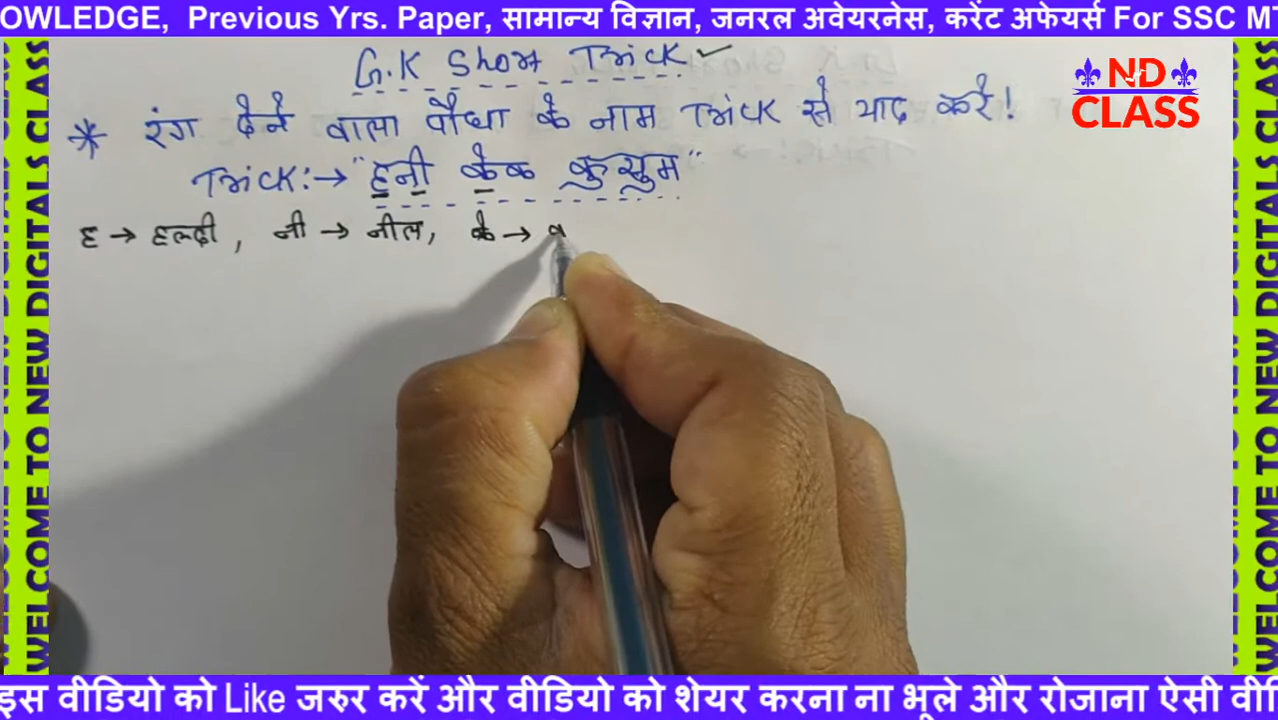 OWLEDGE, Previous Yrs. Paper, सामान्य विज्ञान, जनरल अवेयरनेस, करेंट अफेयर्स For SSC MT
ND
CLASS
G.K Short Trick ✓
* रंग देने वाला पौधा के नाम Trick से याद करे!
Trick:→ "हनी केक कुसुम"
ह → हल्दी, नी → नील, के →
WELCOME TO NEW DIGITALS CLASS
WELCOME TO NEW DIGITALS CLASS
इस वीडियो को Like जरुर करें और वीडियो को शेयर करना ना भूले और रोजाना ऐसी वीडि